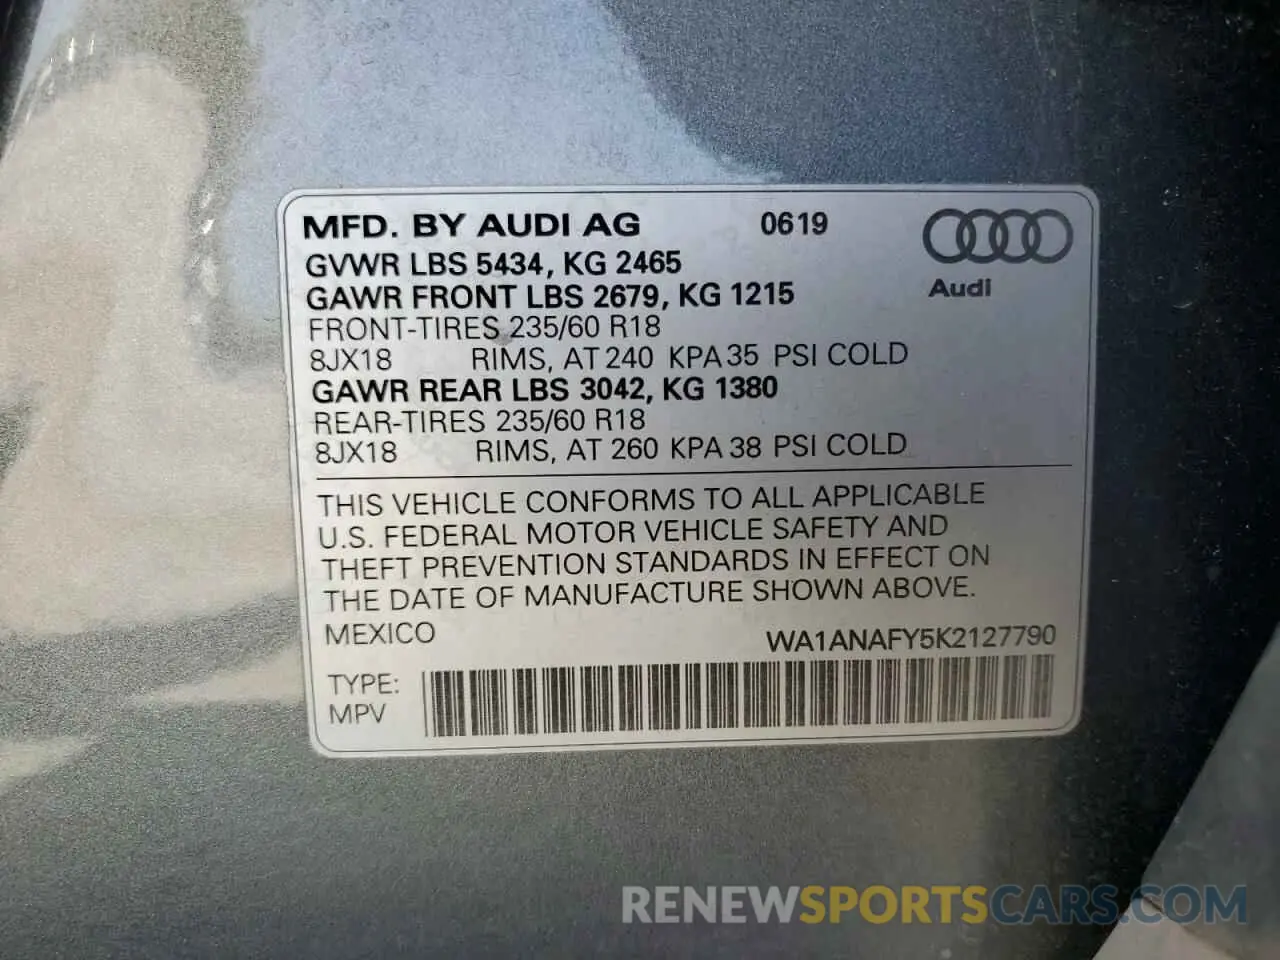 MFD. BY AUDI AG 0619
GVWR LBS 5434, KG 2465
GAWR FRONT LBS 2679, KG 1215
Audi
FRONT-TIRES 235/60 R18
8JX18 RIMS, AT 240 KPA 35 PSI COLD
GAWR REAR LBS 3042, KG 1380
REAR-TIRES 235/60 R18
8JX18 RIMS, AT 260 KPA 38 PSI COLD
THIS VEHICLE CONFORMS TO ALL APPLICABLE
U.S. FEDERAL MOTOR VEHICLE SAFETY AND
THEFT PREVENTION STANDARDS IN EFFECT ON
THE DATE OF MANUFACTURE SHOWN ABOVE.
MEXICO WA1ANAFY5K2127790
TYPE:
MPV
RENEWSPORTSCARS.COM